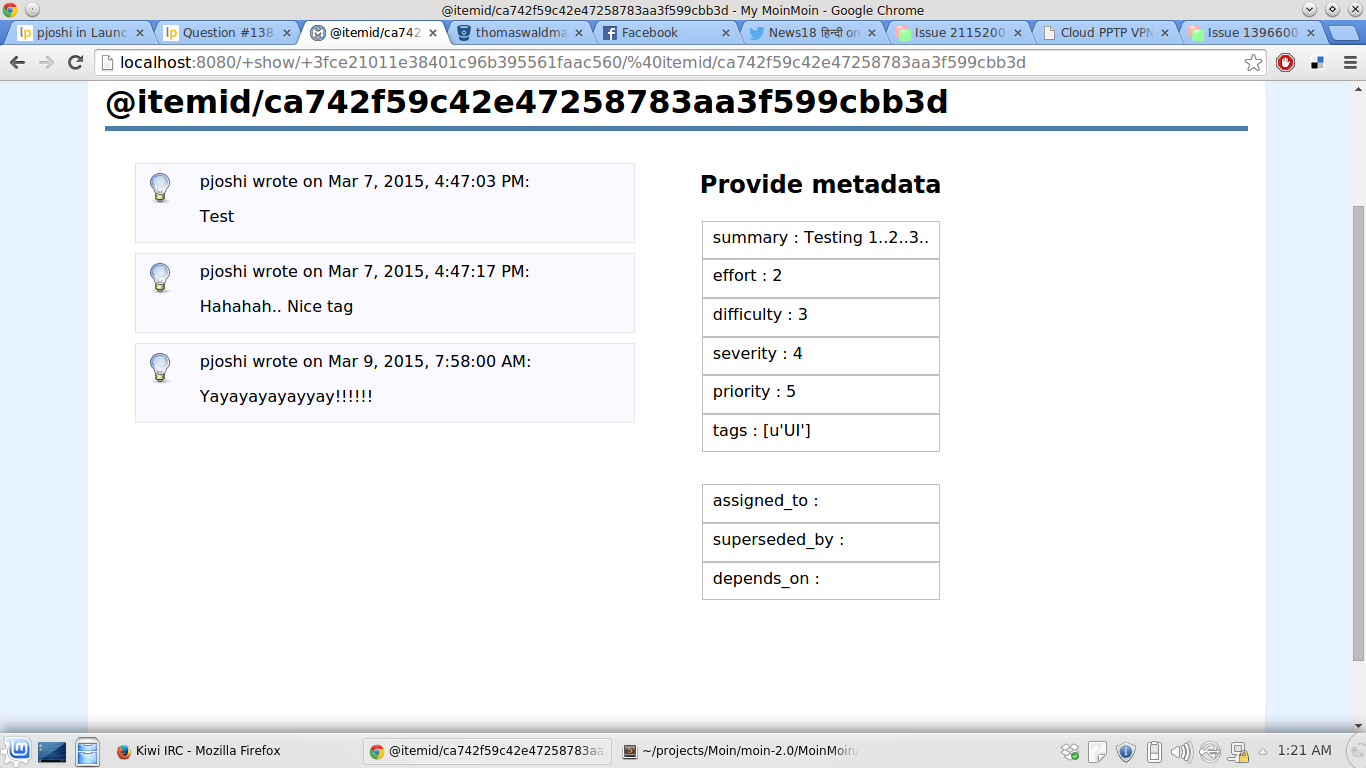 @itemid/ca742f59c42e47258783aa3f599cbb3d - My MoinMoin - Google Chrome
pjoshi in Launc
Question #138
@itemid/ca742
thomaswaldma
Facebook
News18 हिन्दी on
Issue 2115200
Cloud PPTP VPN
Issue 1396600
localhost:8080/+show/+3fce21011e38401c96b395561faac560/%40itemid/ca742f59c42e47258783aa3f599cbb3d
@itemid/ca742f59c42e47258783aa3f599cbb3d
pjoshi wrote on Mar 7, 2015, 4:47:03 PM:
Test
pjoshi wrote on Mar 7, 2015, 4:47:17 PM:
Hahahah.. Nice tag
pjoshi wrote on Mar 9, 2015, 7:58:00 AM:
Yayayayayayyay!!!!!!
Provide metadata
summary : Testing 1..2..3..
effort : 2
difficulty : 3
severity : 4
priority : 5
tags : [u'UI']
assigned_to :
superseded_by :
depends_on :
Kiwi IRC - Mozilla Firefox
@itemid/ca742f59c42e47258783aa
~/projects/Moin/moin-2.0/MoinMoin/
1:21 AM